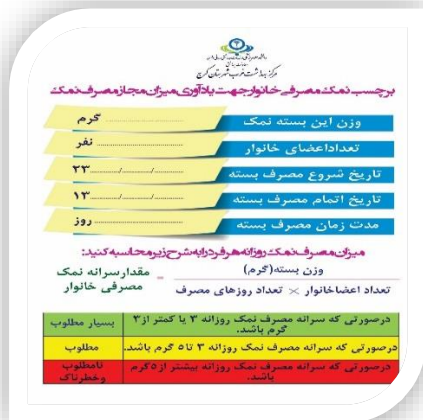 مرکز بهداشت غرب شهرستان کرج
برچسب نمک مصرفی خانوار جهت یادآوری میزان مجاز مصرف نمک
وزن این بسته نمک ........................ گرم
تعداد اعضای خانوار ........................ نفر
تاریخ شروع مصرف بسته ......../......../........ ۲۳
تاریخ اتمام مصرف بسته ......../......../........ ۱۳
مدت زمان مصرف بسته ........................ روز
میزان مصرف نمک روزانه هر فرد را به شرح زیر محاسبه کنید:
وزن بسته (گرم)
تعداد اعضا خانوار × تعداد روزهای مصرف
= مقدار سرانه نمک
مصرفی خانوار
درصورتی که سرانه مصرف نمک روزانه ۳ یا کمتر از ۳
گرم باشد.
بسیار مطلوب
درصورتی که سرانه مصرف نمک روزانه ۳ تا ۵ گرم باشد.
مطلوب
درصورتی که سرانه مصرف نمک روزانه بیشتر از ۵ گرم
باشد.
نامطلوب
وخطرناک